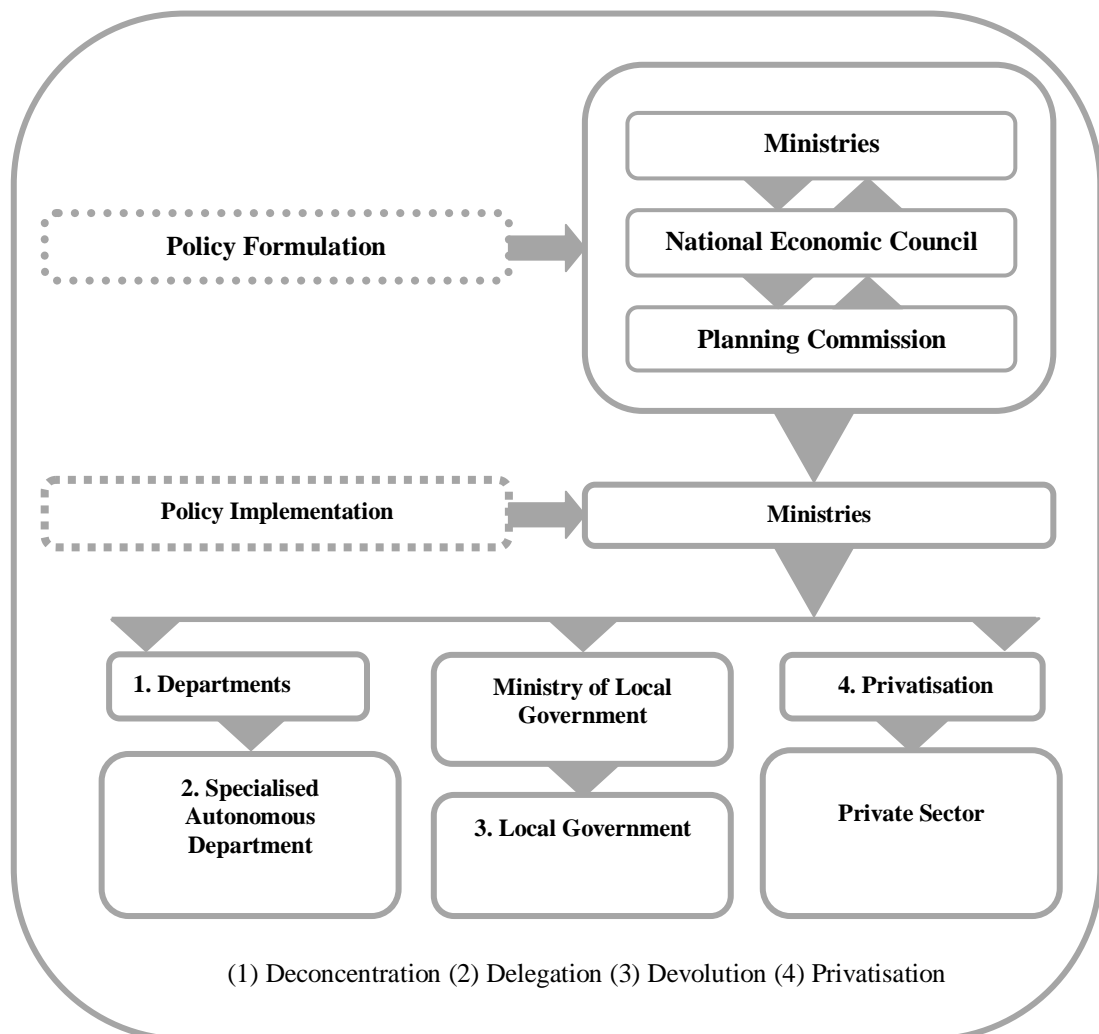 Ministries
Policy Formulation
National Economic Council
Planning Commission
Policy Implementation
Ministries
1. Departments
Ministry of Local
Government
4. Privatisation
2. Specialised
Autonomous
Department
3. Local Government
Private Sector
(1) Deconcentration (2) Delegation (3) Devolution (4) Privatisation